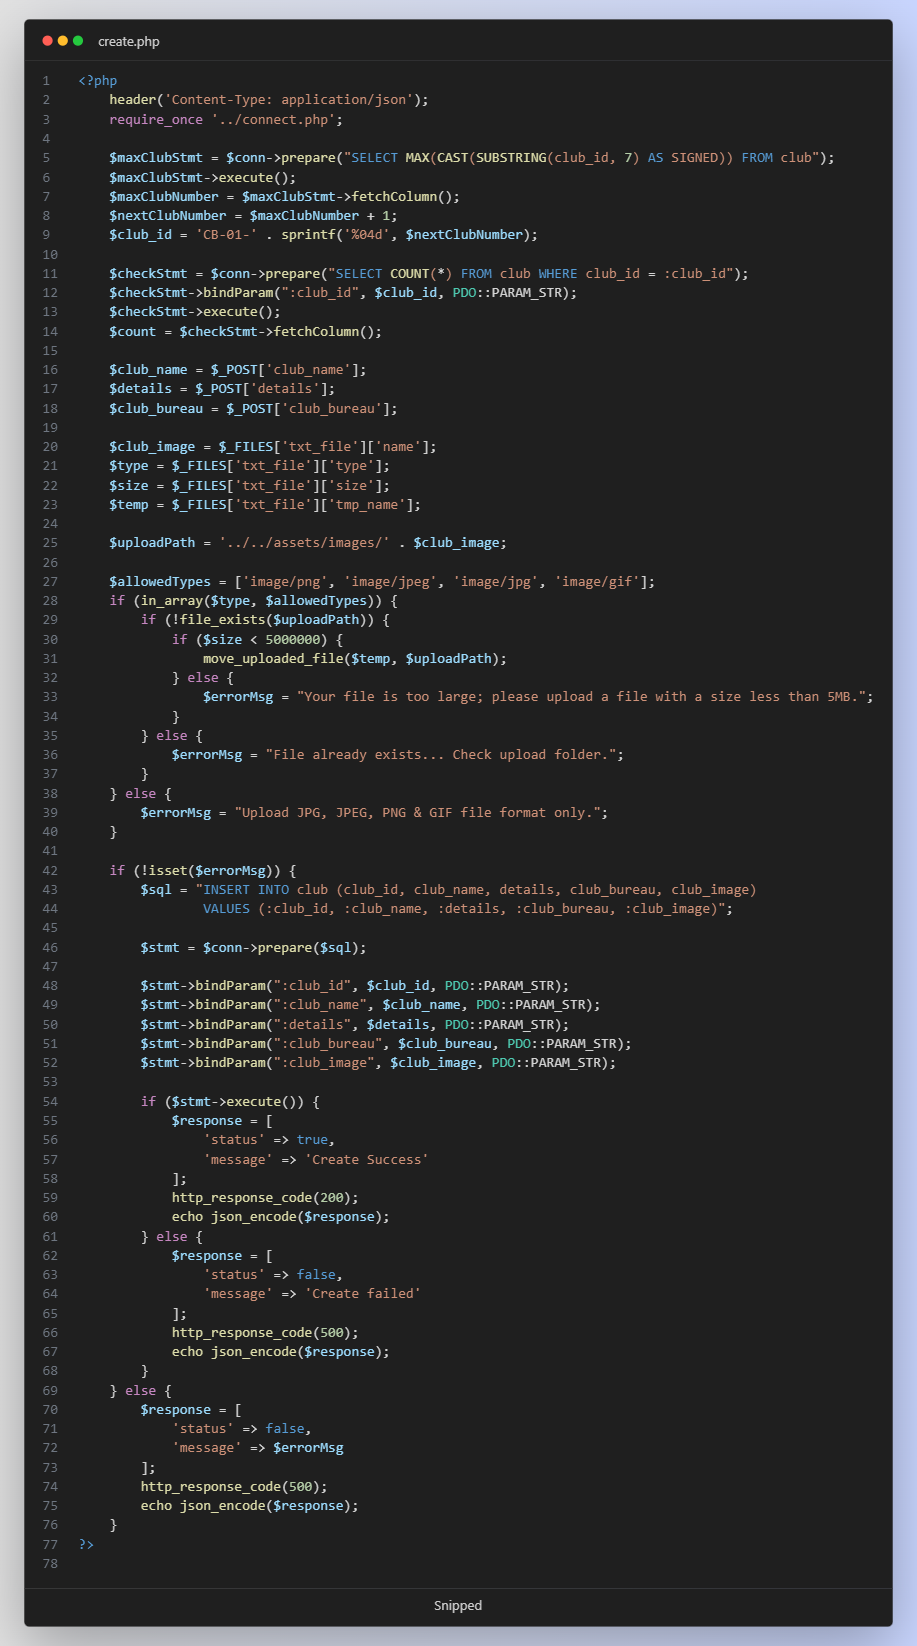 create.php
1 <?php
2     header('Content-Type: application/json');
3     require_once '../connect.php';
4
5     $maxClubStmt = $conn->prepare("SELECT MAX(CAST(SUBSTRING(club_id, 7) AS SIGNED)) FROM club");
6     $maxClubStmt->execute();
7     $maxClubNumber = $maxClubStmt->fetchColumn();
8     $nextClubNumber = $maxClubNumber + 1;
9     $club_id = 'CB-01-' . sprintf('%04d', $nextClubNumber);
10
11     $checkStmt = $conn->prepare("SELECT COUNT(*) FROM club WHERE club_id = :club_id");
12     $checkStmt->bindParam(":club_id", $club_id, PDO::PARAM_STR);
13     $checkStmt->execute();
14     $count = $checkStmt->fetchColumn();
15
16     $club_name = $_POST['club_name'];
17     $details = $_POST['details'];
18     $club_bureau = $_POST['club_bureau'];
19
20     $club_image = $_FILES['txt_file']['name'];
21     $type = $_FILES['txt_file']['type'];
22     $size = $_FILES['txt_file']['size'];
23     $temp = $_FILES['txt_file']['tmp_name'];
24
25     $uploadPath = '../../assets/images/' . $club_image;
26
27     $allowedTypes = ['image/png', 'image/jpeg', 'image/jpg', 'image/gif'];
28     if (in_array($type, $allowedTypes)) {
29         if (!file_exists($uploadPath)) {
30             if ($size < 5000000) {
31                 move_uploaded_file($temp, $uploadPath);
32             } else {
33                 $errorMsg = "Your file is too large; please upload a file with a size less than 5MB.";
34             }
35         } else {
36             $errorMsg = "File already exists... Check upload folder.";
37         }
38     } else {
39         $errorMsg = "Upload JPG, JPEG, PNG & GIF file format only.";
40     }
41
42     if (!isset($errorMsg)) {
43         $sql = "INSERT INTO club (club_id, club_name, details, club_bureau, club_image)
44                 VALUES (:club_id, :club_name, :details, :club_bureau, :club_image)";
45
46         $stmt = $conn->prepare($sql);
47
48         $stmt->bindParam(":club_id", $club_id, PDO::PARAM_STR);
49         $stmt->bindParam(":club_name", $club_name, PDO::PARAM_STR);
50         $stmt->bindParam(":details", $details, PDO::PARAM_STR);
51         $stmt->bindParam(":club_bureau", $club_bureau, PDO::PARAM_STR);
52         $stmt->bindParam(":club_image", $club_image, PDO::PARAM_STR);
53
54         if ($stmt->execute()) {
55             $response = [
56                 'status' => true,
57                 'message' => 'Create Success'
58             ];
59             http_response_code(200);
60             echo json_encode($response);
61         } else {
62             $response = [
63                 'status' => false,
64                 'message' => 'Create failed'
65             ];
66             http_response_code(500);
67             echo json_encode($response);
68         }
69     } else {
70         $response = [
71             'status' => false,
72             'message' => $errorMsg
73         ];
74         http_response_code(500);
75         echo json_encode($response);
76     }
77 ?>
78
Snipped